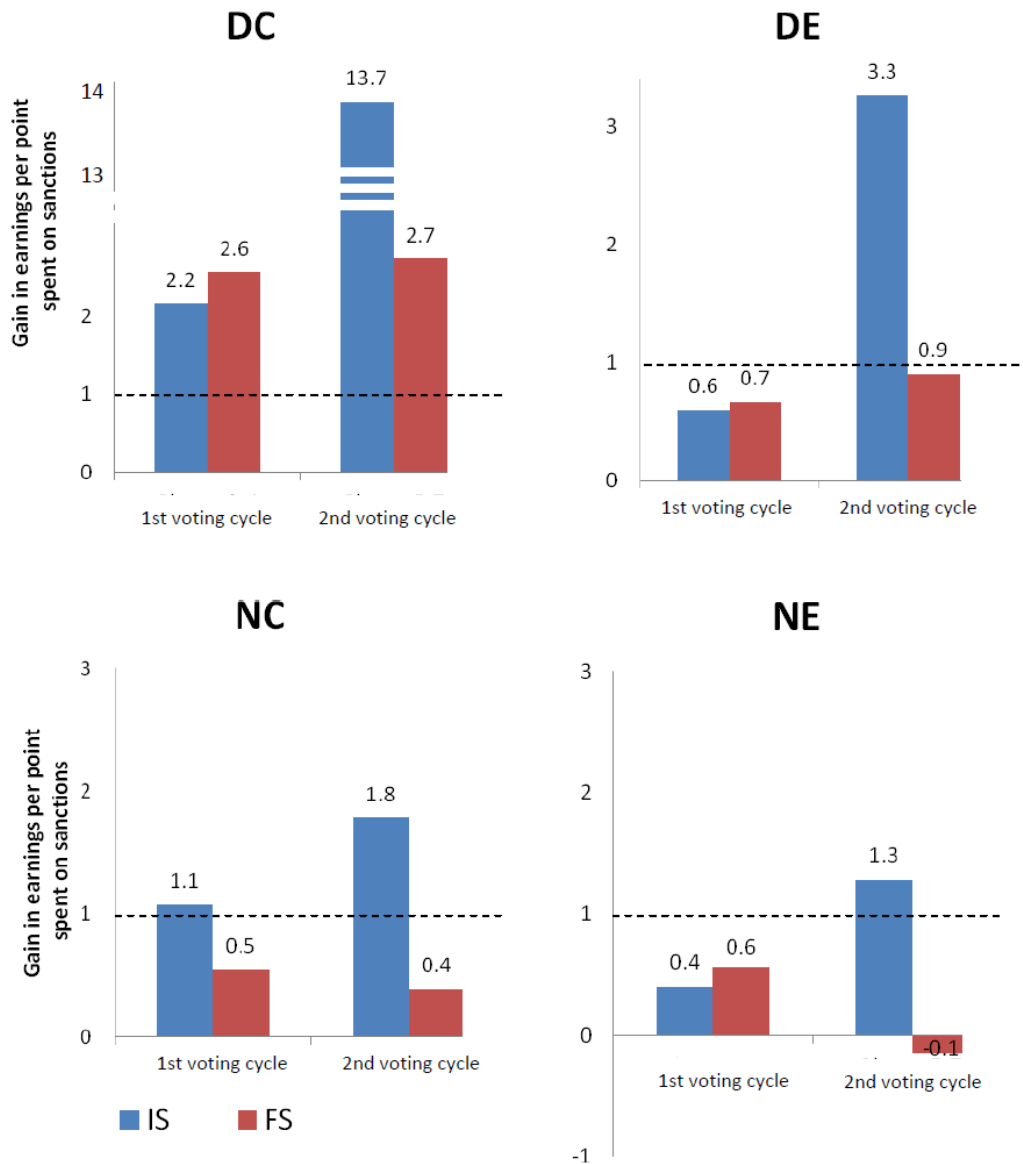 DC
DE
Gain in earnings per point
spent on sanctions
14
13
2
1
0
13.7
2.2
2.6
2.7
1st voting cycle
2nd voting cycle
3
2
1
0
3.3
0.6
0.7
0.9
1st voting cycle
2nd voting cycle
NC
NE
Gain in earnings per point
spent on sanctions
3
2
1
0
1.1
0.5
1.8
0.4
1st voting cycle
2nd voting cycle
IS
FS
3
2
1
0
-1
0.4
0.6
1.3
-0.1
1st voting cycle
2nd voting cycle